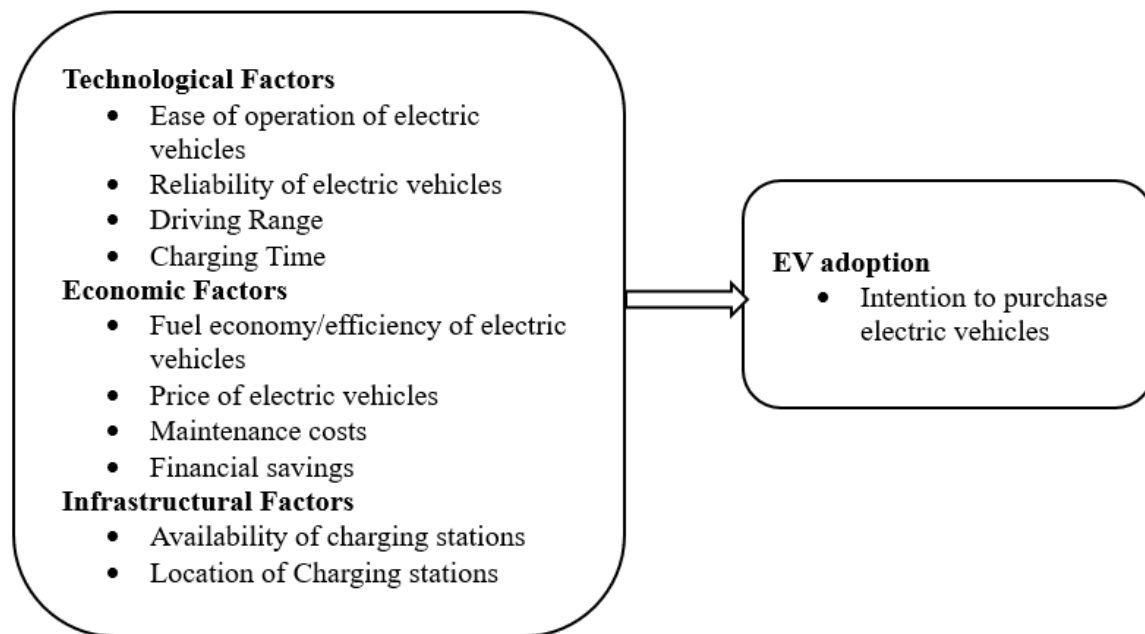 Technological Factors
• Ease of operation of electric
vehicles
• Reliability of electric vehicles
• Driving Range
• Charging Time
Economic Factors
• Fuel economy/efficiency of electric
vehicles
• Price of electric vehicles
• Maintenance costs
• Financial savings
Infrastructural Factors
• Availability of charging stations
• Location of Charging stations
EV adoption
• Intention to purchase
electric vehicles